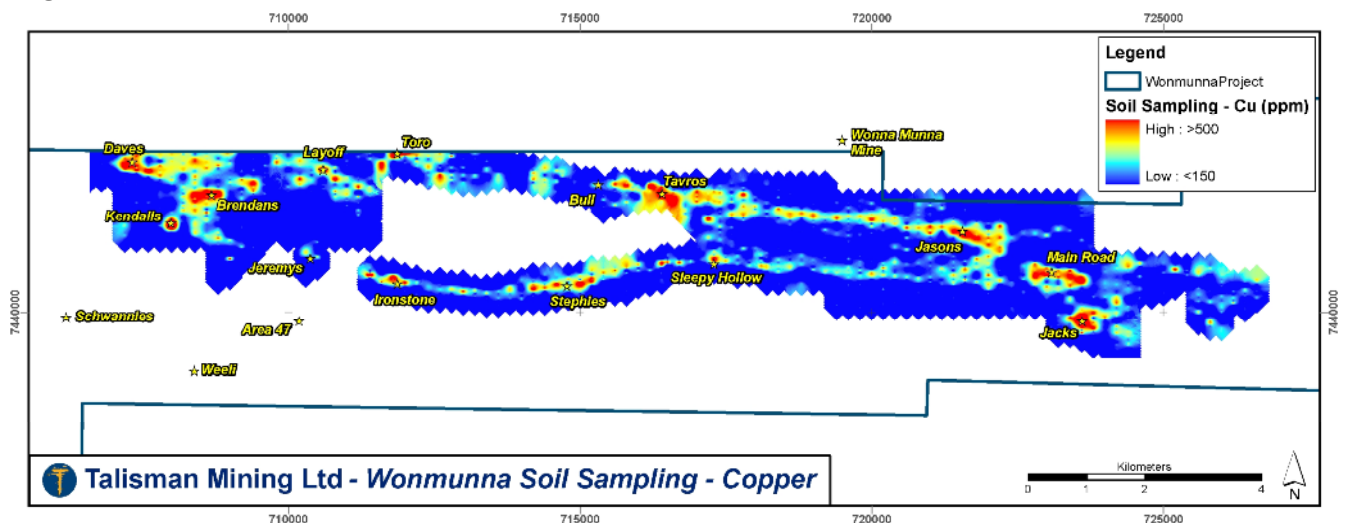 710000 715000 720000 725000
Legend
WonmunnaProject
Soil Sampling - Cu (ppm)
High : >500
Low : <150
Wonna Munna
Mine
Daves
Layoff
Toro
Tavros
Bull
Brendans
Kendalls
Jasons
Jeremys
Main Road
Sleepy Hollow
Ironstone
Stephies
7440000
7440000
Schwannios
Area 47
Jacks
Weeli
Talisman Mining Ltd - Wonmunna Soil Sampling - Copper
Kilometers
0 1 2 4
N
710000 715000 720000 725000